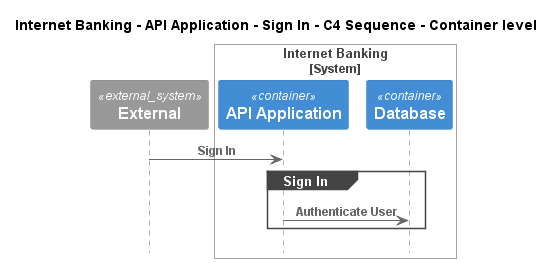 Internet Banking - API Application - Sign In - C4 Sequence - Container level
Internet Banking
[System]
«external_system»
External
«container»
API Application
«container»
Database
Sign In
Sign In
Authenticate User